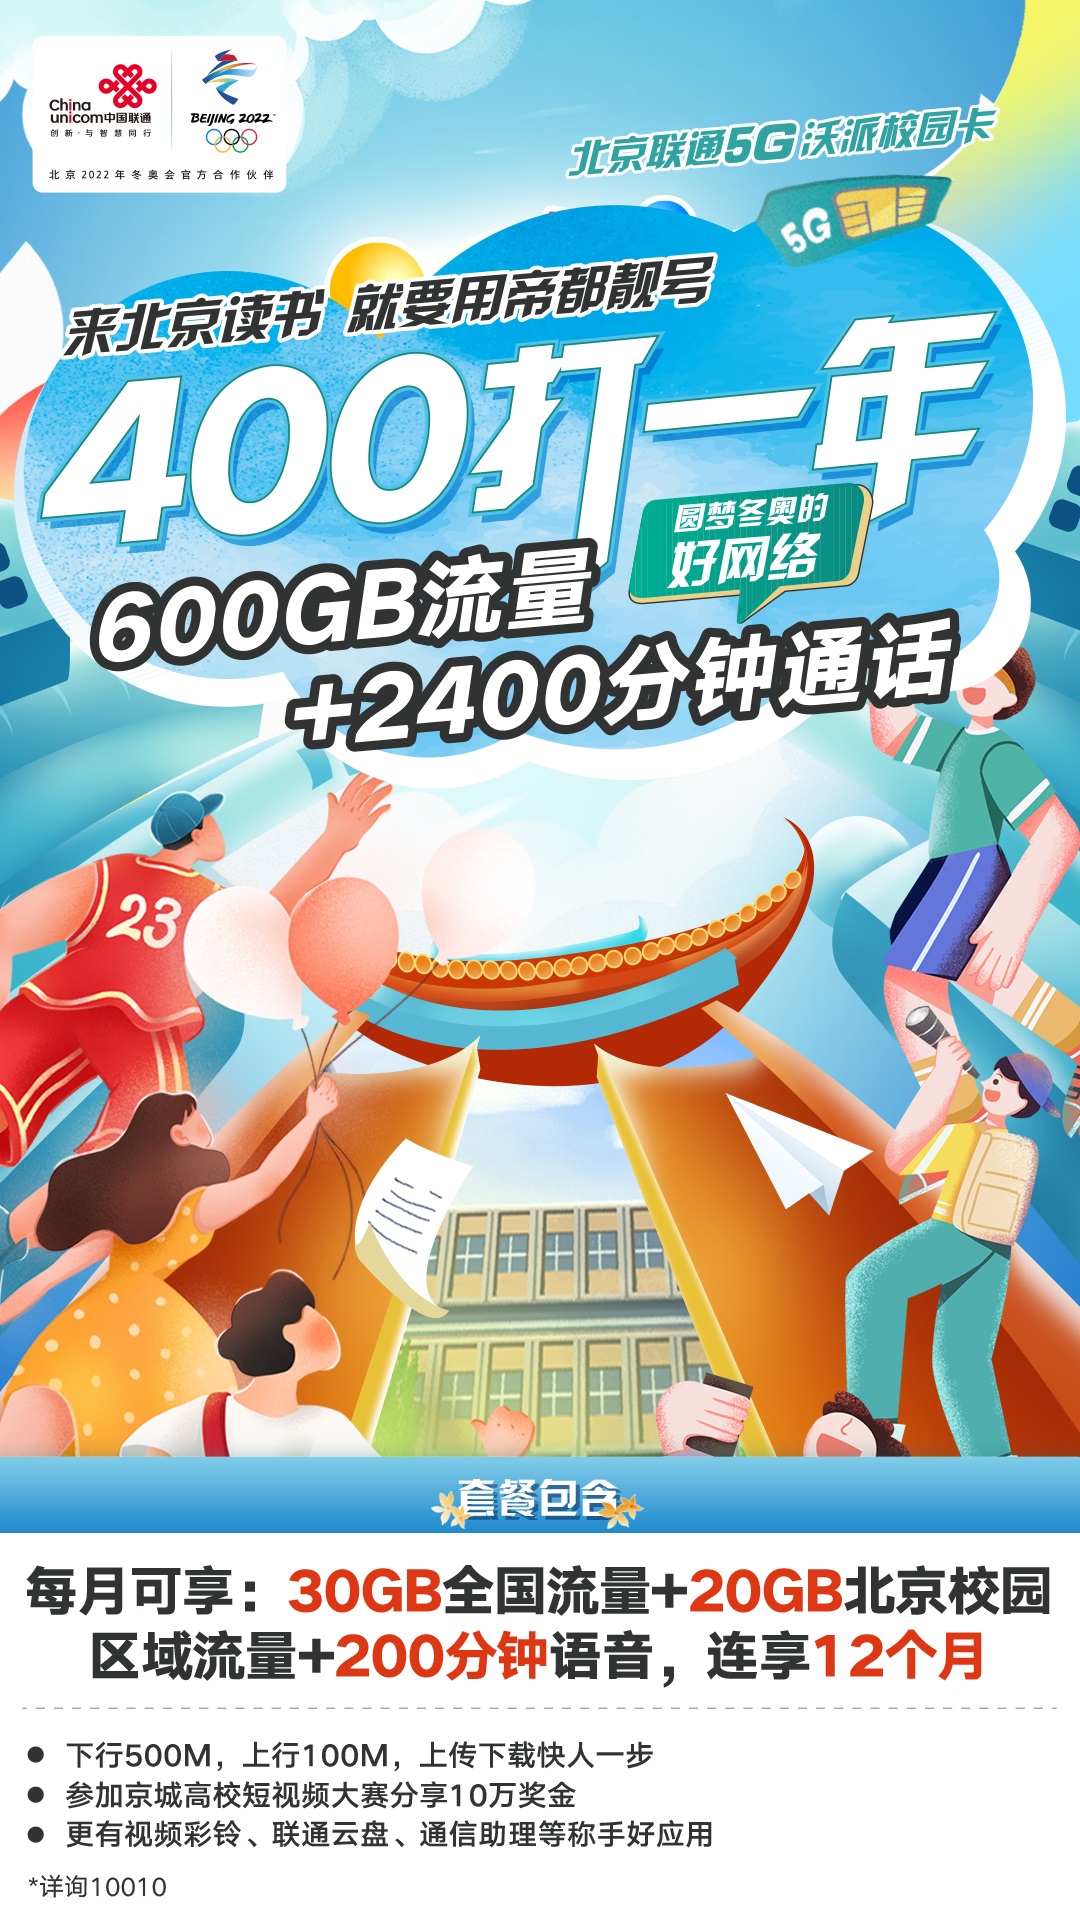 China
unicom中国联通
创新·与智慧同行
BEIJING 2022
北京2022年冬奥会官方合作伙伴
北京联通5G沃派校园卡
5G
来北京读书 就要用帝都靓号
400打一年
圆梦冬奥的
好网络
600GB流量
+2400分钟通话
23
套餐包含
每月可享：30GB全国流量+20GB北京校园
区域流量+200分钟语音，连享12个月
● 下行500M，上行100M，上传下载快人一步
● 参加京城高校短视频大赛分享10万奖金
● 更有视频彩铃、联通云盘、通信助理等称手好应用
*详询10010